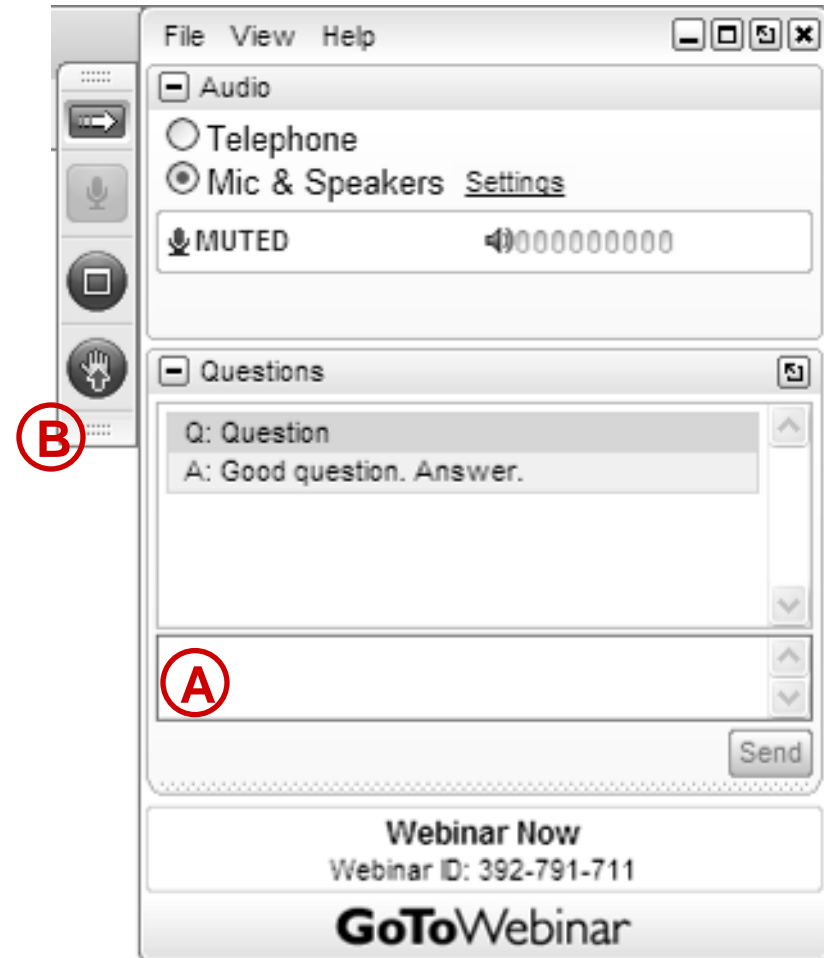 File View Help
Audio
Telephone
Mic & Speakers Settings
MUTED 000000000
Questions
B
Q: Question
A: Good question. Answer.
A
Send
Webinar Now
Webinar ID: 392-791-711
GoToWebinar